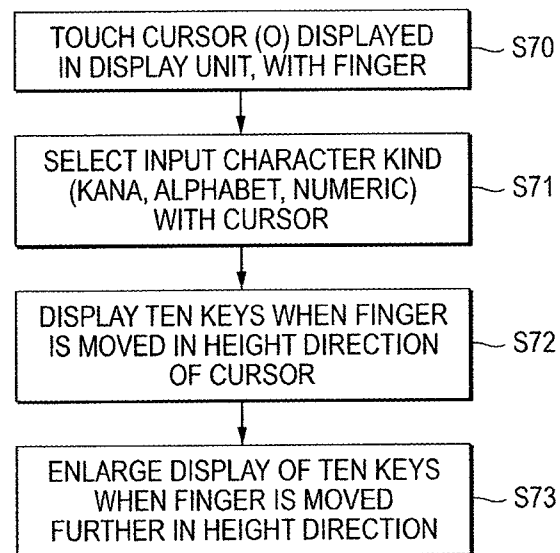 TOUCH CURSOR (O) DISPLAYED
IN DISPLAY UNIT, WITH FINGER
S70
SELECT INPUT CHARACTER KIND
(KANA, ALPHABET, NUMERIC)
WITH CURSOR
S71
DISPLAY TEN KEYS WHEN FINGER
IS MOVED IN HEIGHT DIRECTION
OF CURSOR
S72
ENLARGE DISPLAY OF TEN KEYS
WHEN FINGER IS MOVED
FURTHER IN HEIGHT DIRECTION
S73